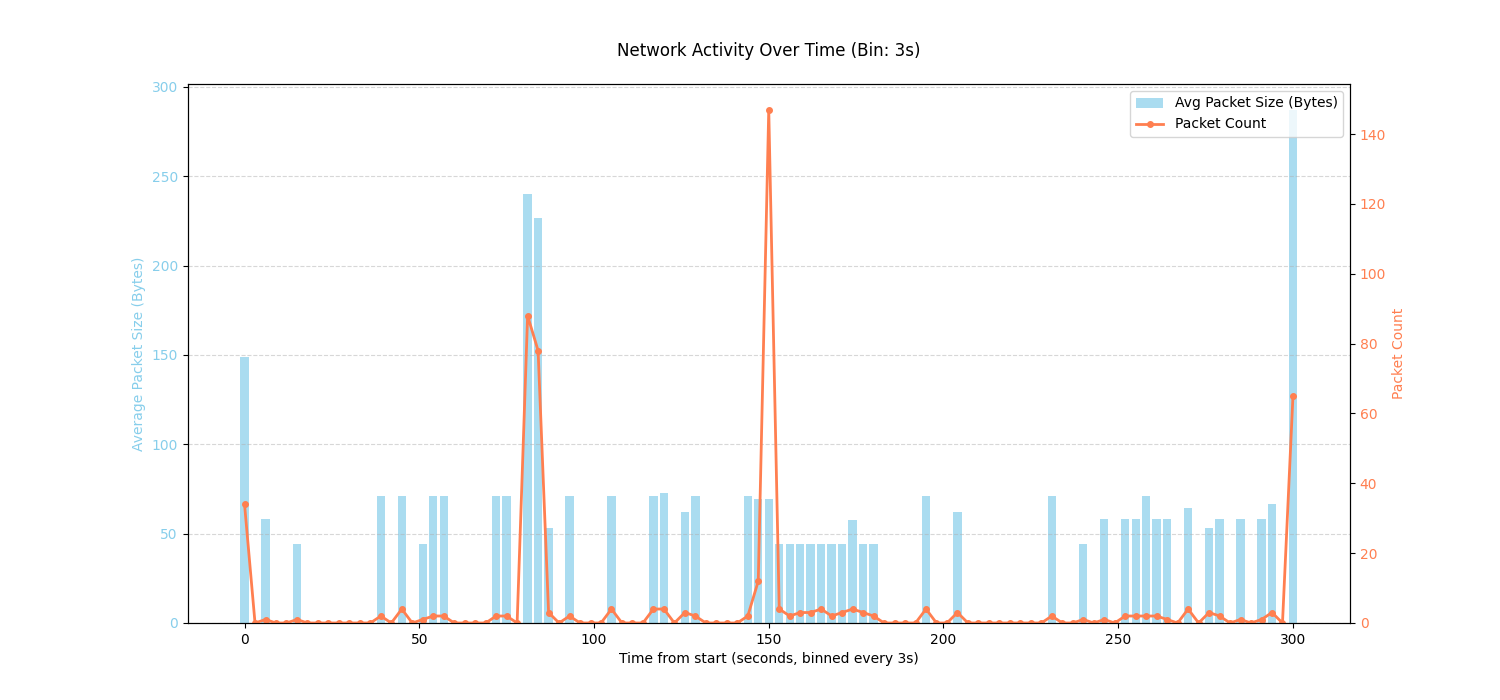 Network Activity Over Time (Bin: 3s)
Avg Packet Size (Bytes)
Packet Count
Average Packet Size (Bytes)
300
250
200
150
100
50
0
140
120
100
80
60
40
20
0
Packet Count
0 50 100 150 200 250 300
Time from start (seconds, binned every 3s)